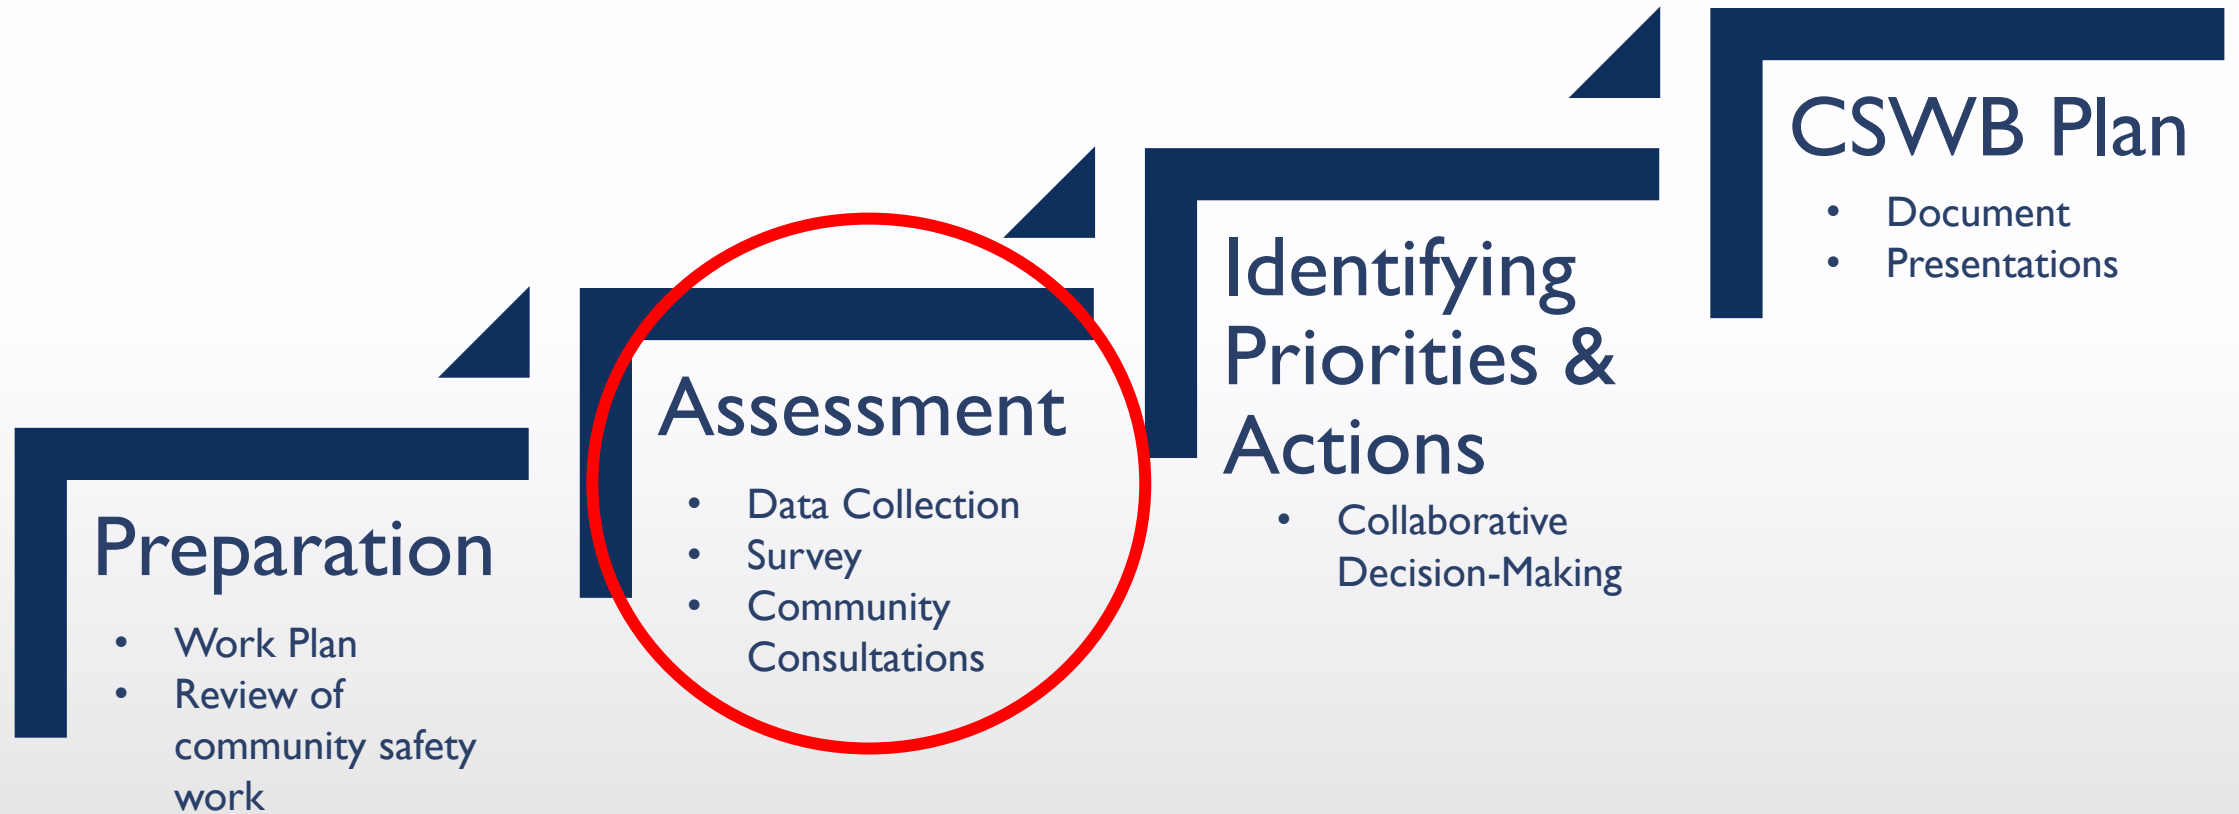 Preparation
• Work Plan
• Review of
community safety
work
Assessment
• Data Collection
• Survey
• Community
Consultations
Identifying
Priorities &
Actions
• Collaborative
Decision-Making
CSWB Plan
• Document
• Presentations